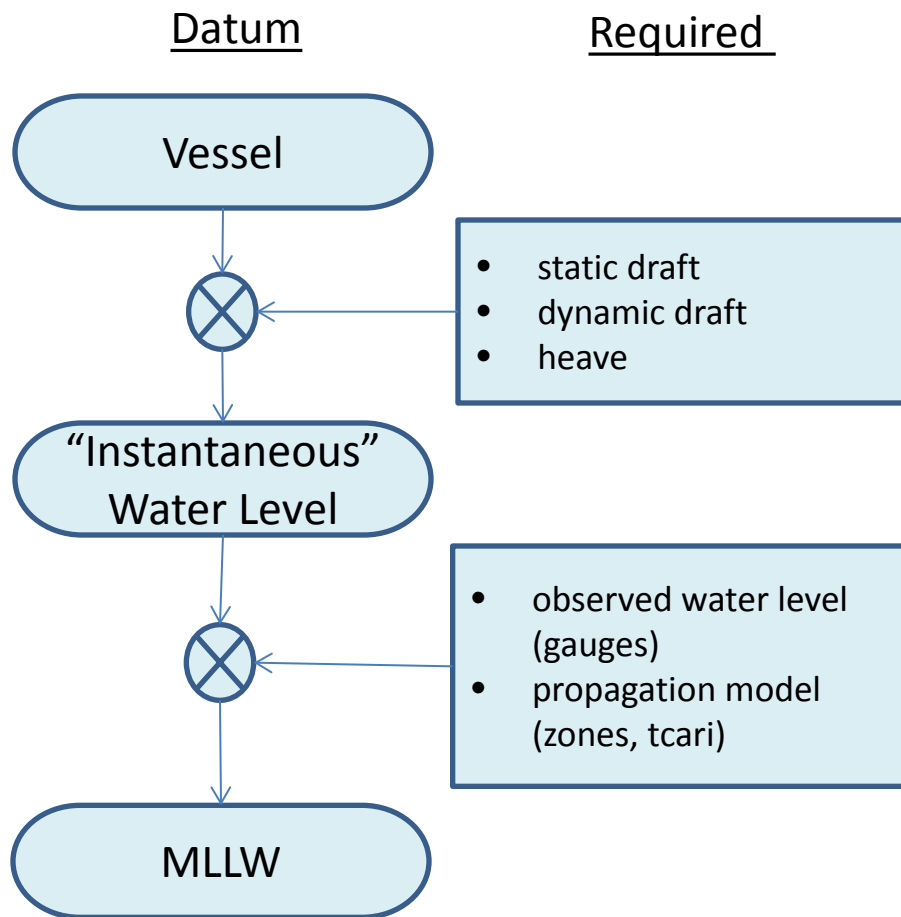 Datum
Required
Vessel
• static draft
• dynamic draft
• heave
“Instantaneous”
Water Level
• observed water level
(gauges)
• propagation model
(zones, tcari)
MLLW